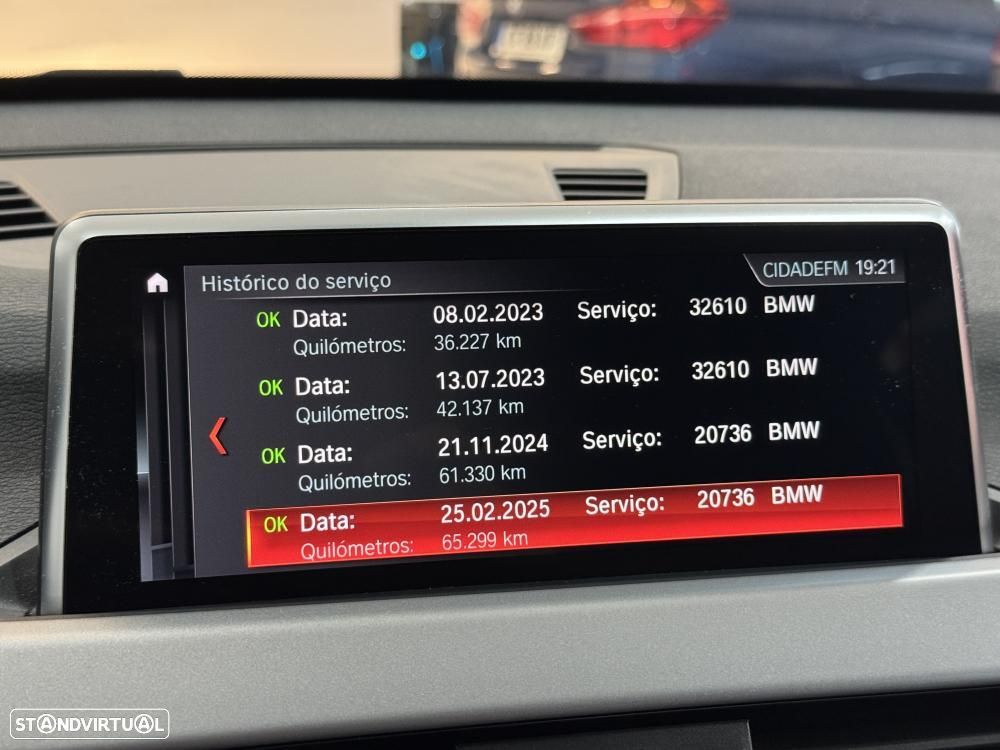 Histórico do serviço
CIDADEFM 19:21
OK Data: 08.02.2023 Serviço: 32610 BMW
Quilómetros: 36.227 km
OK Data: 13.07.2023 Serviço: 32610 BMW
Quilómetros: 42.137 km
OK Data: 21.11.2024 Serviço: 20736 BMW
Quilómetros: 61.330 km
OK Data: 25.02.2025 Serviço: 20736 BMW
Quilómetros: 65.299 km
STANDVIRTUAL